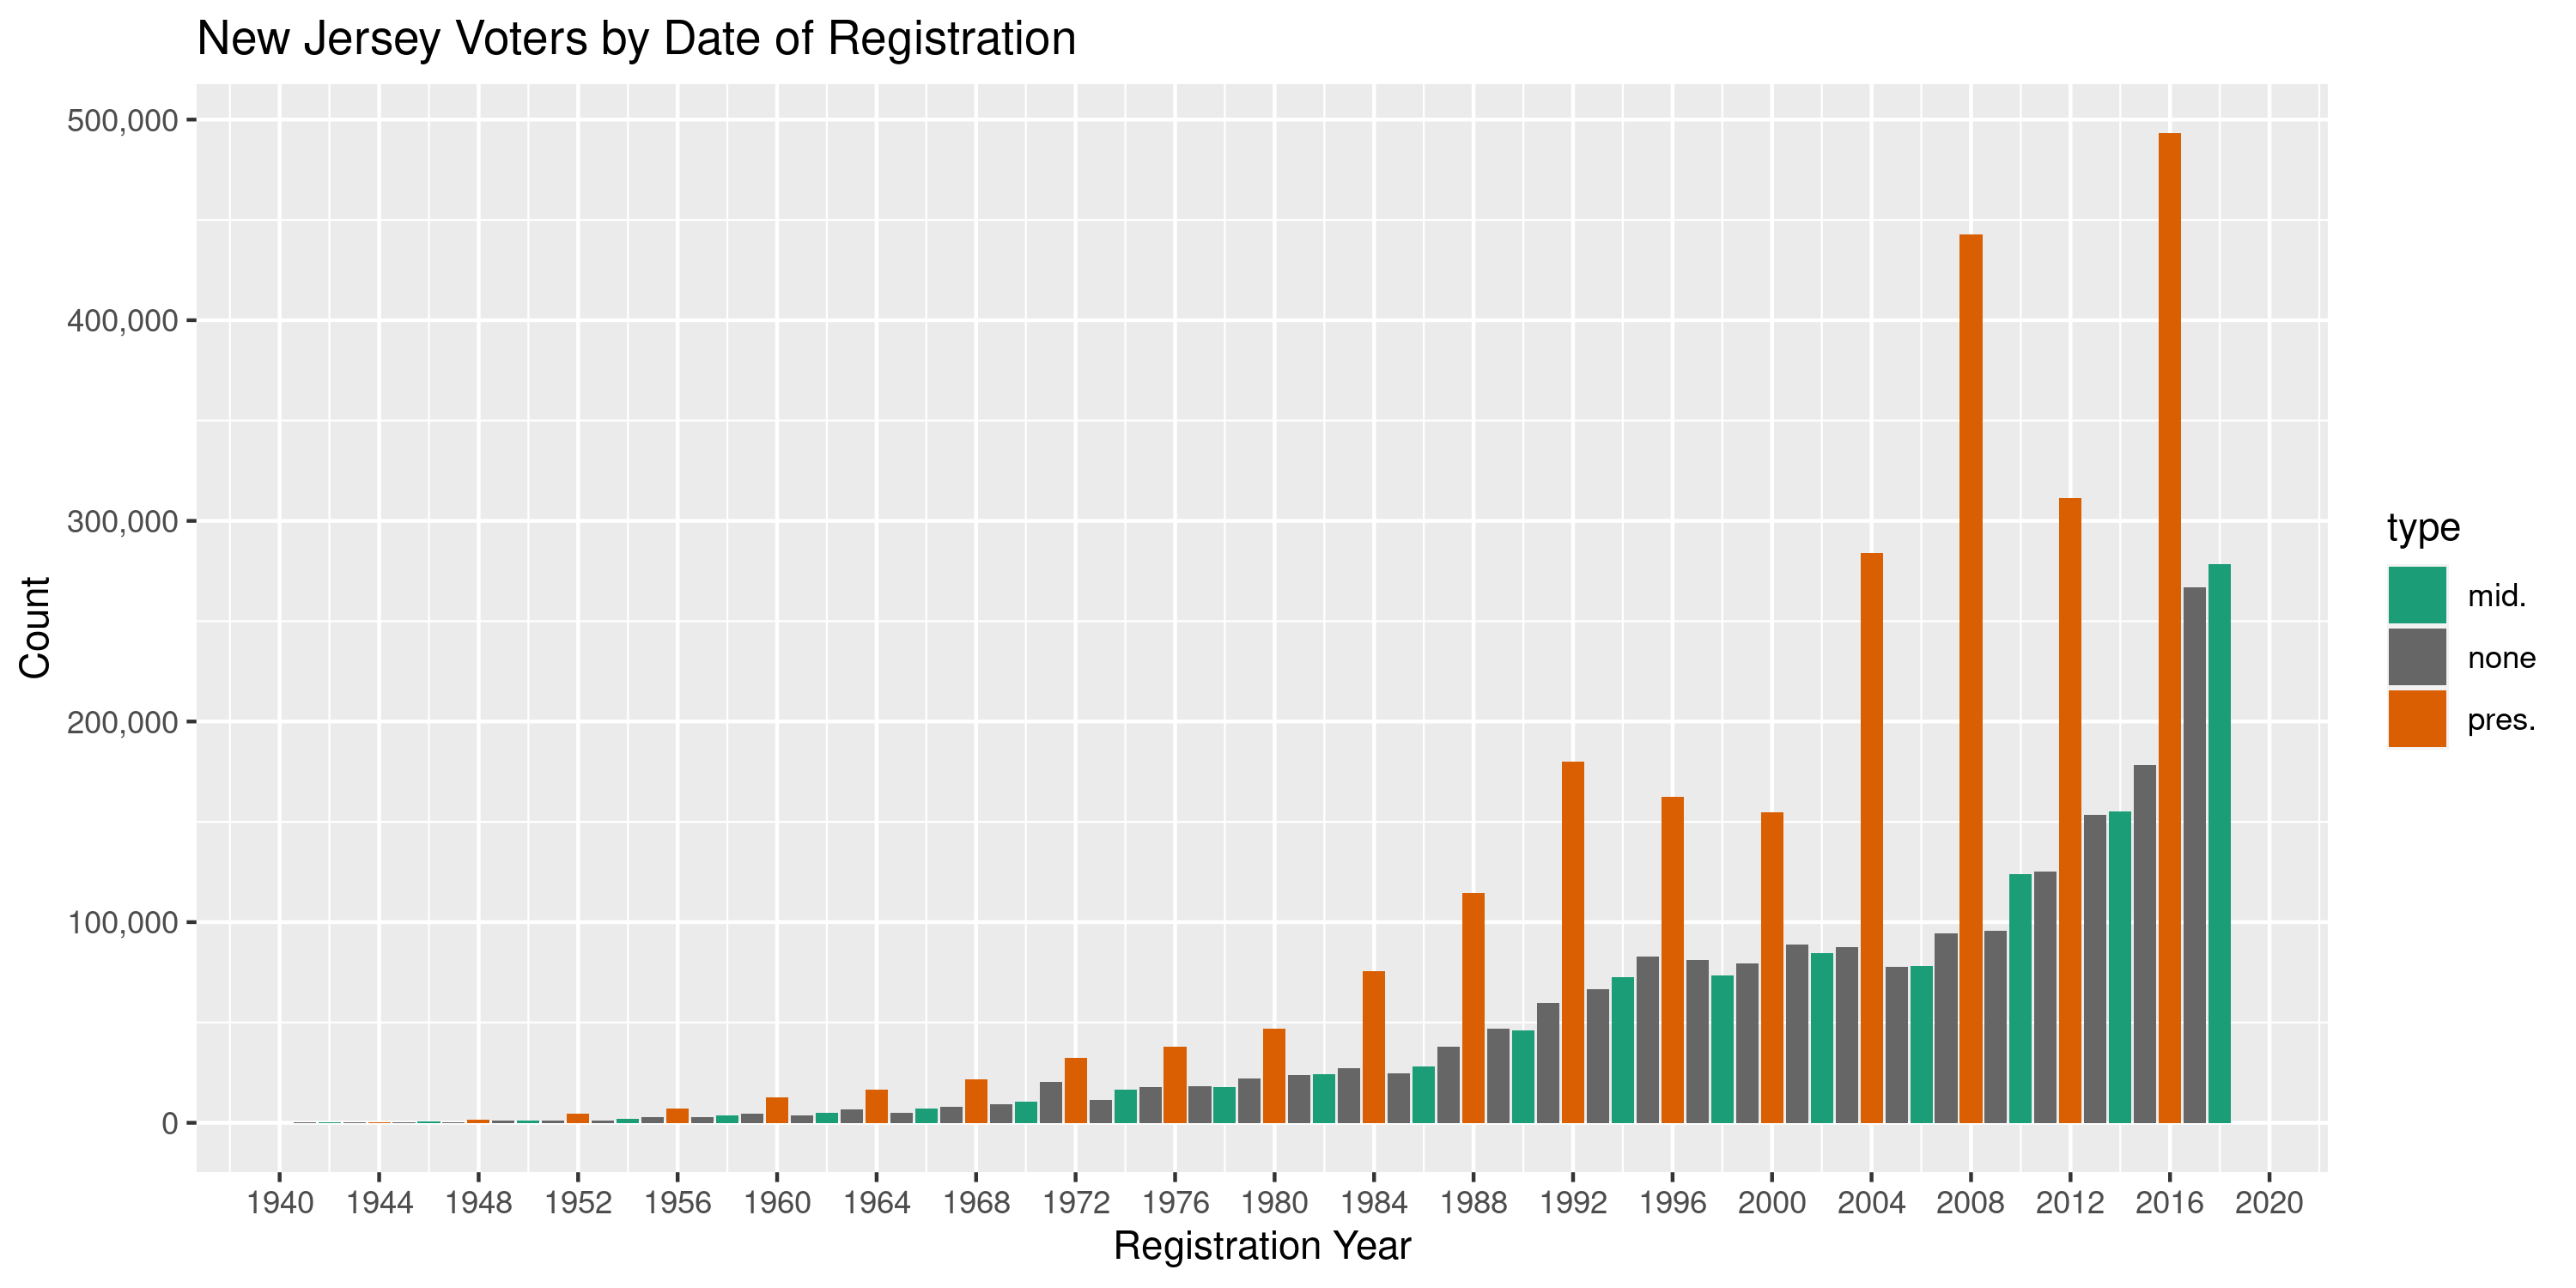 New Jersey Voters by Date of Registration
500,000
400,000
300,000
200,000
100,000
0
Count
1940 1944 1948 1952 1956 1960 1964 1968 1972 1976 1980 1984 1988 1992 1996 2000 2004 2008 2012 2016 2020
Registration Year
type
mid.
none
pres.